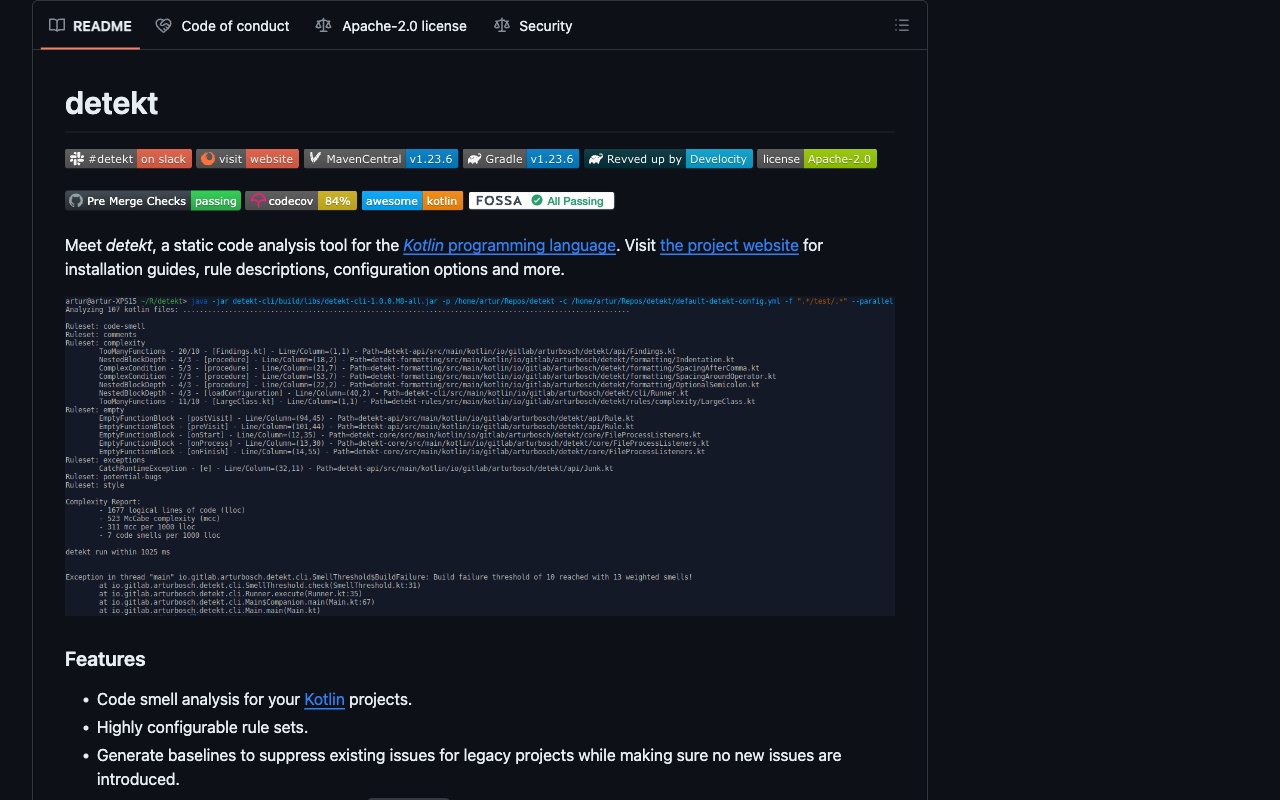 README Code of conduct Apache-2.0 license Security
detekt
#detekt on slack visit website MavenCentral v1.23.6 Gradle v1.23.6 Revved up by Develocity license Apache-2.0
Pre Merge Checks passing codecov 84% awesome kotlin FOSSA All Passing
Meet detekt, a static code analysis tool for the Kotlin programming language. Visit the project website for
installation guides, rule descriptions, configuration options and more.
artur@artur-XPS15 ~/R/detekt> java -jar detekt-cli/build/libs/detekt-cli-1.0.0.M8-all.jar -p /home/artur/Repos/detekt -c /home/artur/Repos/detekt/default-detekt-config.yml -f ".*/test/.*" --parallel
Analyzing 107 kotlin files: ...........................................................................................................
Ruleset: code-smell
Ruleset: comments
Ruleset: complexity
TooManyFunctions - 20/10 - [Findings.kt] - Line/Column=(1,1) - Path=detekt-api/src/main/kotlin/io/gitlab/arturbosch/detekt/api/Findings.kt
NestedBlockDepth - 4/3 - [procedure] - Line/Column=(18,2) - Path=detekt-formatting/src/main/kotlin/io/gitlab/arturbosch/detekt/formatting/Indentation.kt
ComplexCondition - 5/3 - [procedure] - Line/Column=(21,7) - Path=detekt-formatting/src/main/kotlin/io/gitlab/arturbosch/detekt/formatting/SpacingAfterComma.kt
ComplexCondition - 7/3 - [procedure] - Line/Column=(53,7) - Path=detekt-formatting/src/main/kotlin/io/gitlab/arturbosch/detekt/formatting/SpacingAroundOperator.kt
NestedBlockDepth - 4/3 - [procedure] - Line/Column=(22,2) - Path=detekt-formatting/src/main/kotlin/io/gitlab/arturbosch/detekt/formatting/OptionalSemicolon.kt
NestedBlockDepth - 4/3 - [loadConfiguration] - Line/Column=(40,2) - Path=detekt-cli/src/main/kotlin/io/gitlab/arturbosch/detekt/cli/Runner.kt
TooManyFunctions - 11/10 - [LargeClass.kt] - Line/Column=(1,1) - Path=detekt-rules/src/main/kotlin/io/gitlab/arturbosch/detekt/rules/complexity/LargeClass.kt
Ruleset: empty
EmptyFunctionBlock - [postVisit] - Line/Column=(94,45) - Path=detekt-api/src/main/kotlin/io/gitlab/arturbosch/detekt/api/Rule.kt
EmptyFunctionBlock - [preVisit] - Line/Column=(101,44) - Path=detekt-api/src/main/kotlin/io/gitlab/arturbosch/detekt/api/Rule.kt
EmptyFunctionBlock - [onStart] - Line/Column=(12,35) - Path=detekt-core/src/main/kotlin/io/gitlab/arturbosch/detekt/core/FileProcessListeners.kt
EmptyFunctionBlock - [onProcess] - Line/Column=(13,30) - Path=detekt-core/src/main/kotlin/io/gitlab/arturbosch/detekt/core/FileProcessListeners.kt
EmptyFunctionBlock - [onFinish] - Line/Column=(14,55) - Path=detekt-core/src/main/kotlin/io/gitlab/arturbosch/detekt/core/FileProcessListeners.kt
Ruleset: exceptions
CatchRuntimeException - [e] - Line/Column=(32,11) - Path=detekt-api/src/main/kotlin/io/gitlab/arturbosch/detekt/api/Junk.kt
Ruleset: potential-bugs
Ruleset: style
Complexity Report:
- 1677 logical lines of code (lloc)
- 523 McCabe complexity (mcc)
- 311 mcc per 1000 lloc
- 7 code smells per 1000 lloc
detekt run within 1025 ms
Exception in thread "main" io.gitlab.arturbosch.detekt.cli.SmellThreshold$BuildFailure: Build failure threshold of 10 reached with 13 weighted smells!
at io.gitlab.arturbosch.detekt.cli.SmellThreshold.check(SmellThreshold.kt:31)
at io.gitlab.arturbosch.detekt.cli.Runner.execute(Runner.kt:35)
at io.gitlab.arturbosch.detekt.cli.Main$Companion.main(Main.kt:67)
at io.gitlab.arturbosch.detekt.cli.Main.main(Main.kt)
Features
• Code smell analysis for your Kotlin projects.
• Highly configurable rule sets.
• Generate baselines to suppress existing issues for legacy projects while making sure no new issues are
introduced.